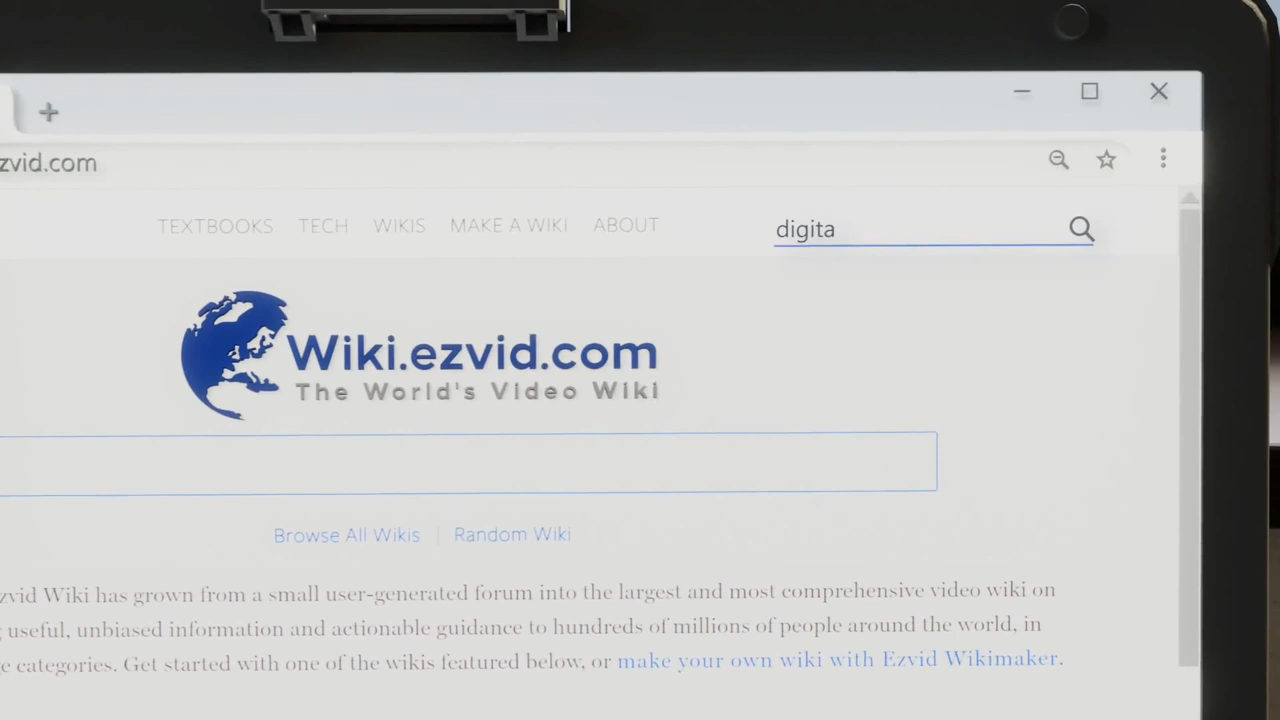 zvid.com
TEXTBOOKS TECH WIKIS MAKE A WIKI ABOUT
digita
Wiki.ezvid.com
The World's Video Wiki
Browse All Wikis | Random Wiki
zvid Wiki has grown from a small user-generated forum into the largest and most comprehensive video wiki on
useful, unbiased information and actionable guidance to hundreds of millions of people around the world, in
e categories. Get started with one of the wikis featured below, or make your own wiki with Ezvid Wikimaker.